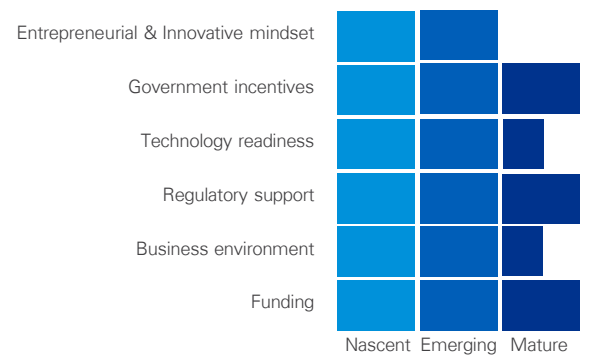 Entrepreneurial & Innovative mindset
Government incentives
Technology readiness
Regulatory support
Business environment
Funding
Nascent Emerging Mature